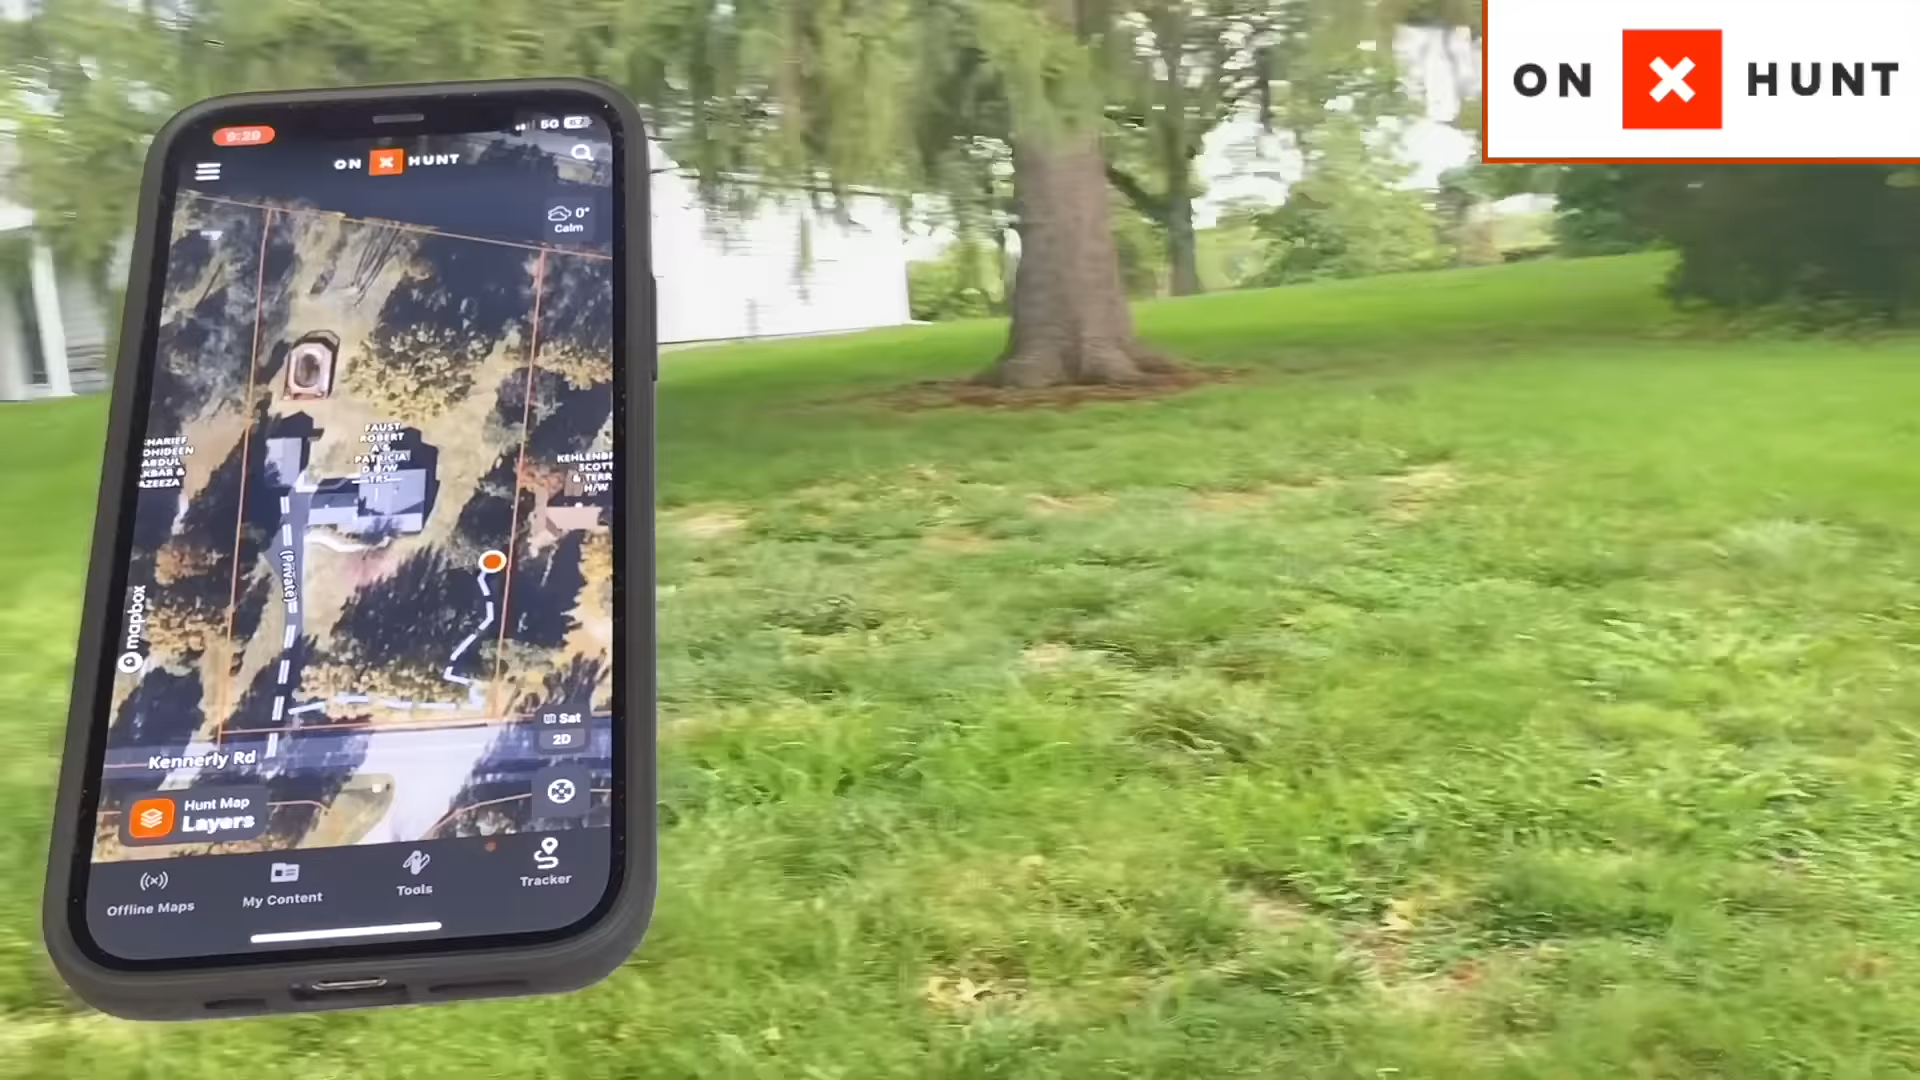 ON X HUNT
9:29
5G
ON X HUNT
0°
Calm
FAUST
ROBERT
A &
PATRICIA
D H/W
TRS
SCOTT
& TERR
H/W
ABDUL
(Private)
mapbox
Sat
2D
Kennerly Rd
Hunt Map
Layers
Offline Maps
My Content
Tools
Tracker